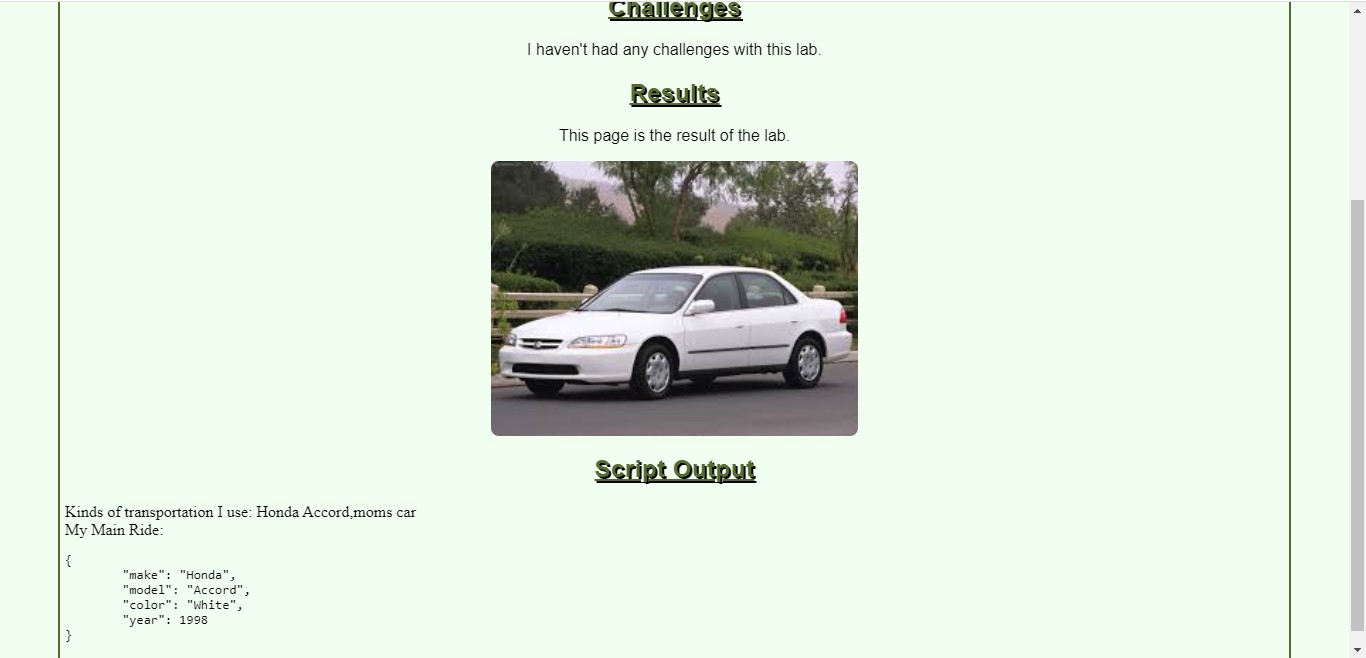 Challenges
I haven't had any challenges with this lab.
Results
This page is the result of the lab.
Script Output
Kinds of transportation I use: Honda Accord,moms car
My Main Ride:
{
	"make": "Honda",
	"model": "Accord",
	"color": "White",
	"year": 1998
}